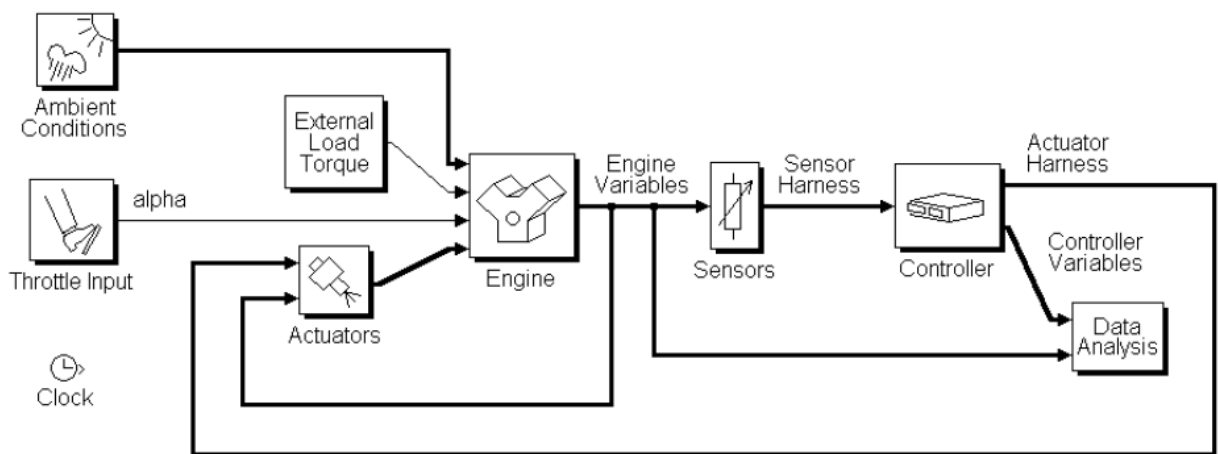 Ambient
Conditions
External
Load
Torque
alpha
Throttle Input
Actuators
Engine
Engine
Variables
Sensors
Sensor
Harness
Controller
Actuator
Harness
Controller
Variables
Data
Analysis
Clock